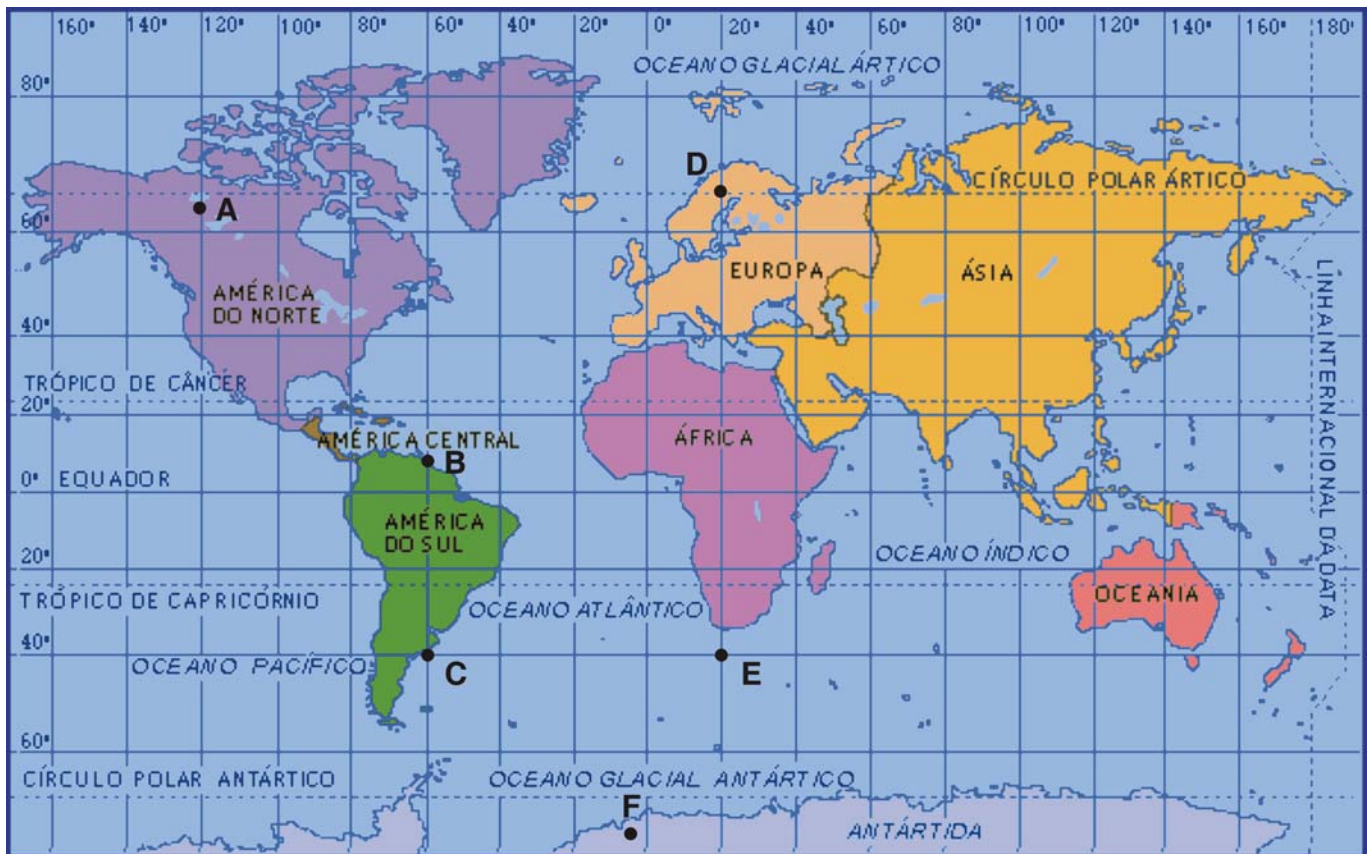 160° 140° 120° 100° 80° 60° 40° 20° 0° 20° 40° 60° 80° 100° 120° 140° 160° 180°
OCEANO GLACIAL ÁRTICO
80°
D
CÍRCULO POLAR ÁRTICO
A
60°
EUROPA
ÁSIA
AMÉRICA
DO NORTE
LINHA INTERNACIONAL DA DATA
40°
TRÓPICO DE CÂNCER
20°
AMÉRICA CENTRAL
ÁFRICA
B
0°
EQUADOR
AMÉRICA
DO SUL
OCEANO ÍNDICO
20°
TRÓPICO DE CAPRICÓRNIO
OCEANO ATLÂNTICO
OCEANIA
40°
OCEANO PACÍFICO
C
E
60°
CÍRCULO POLAR ANTÁRTICO
OCEANO GLACIAL ANTÁRTICO
F
ANTÁRTIDA